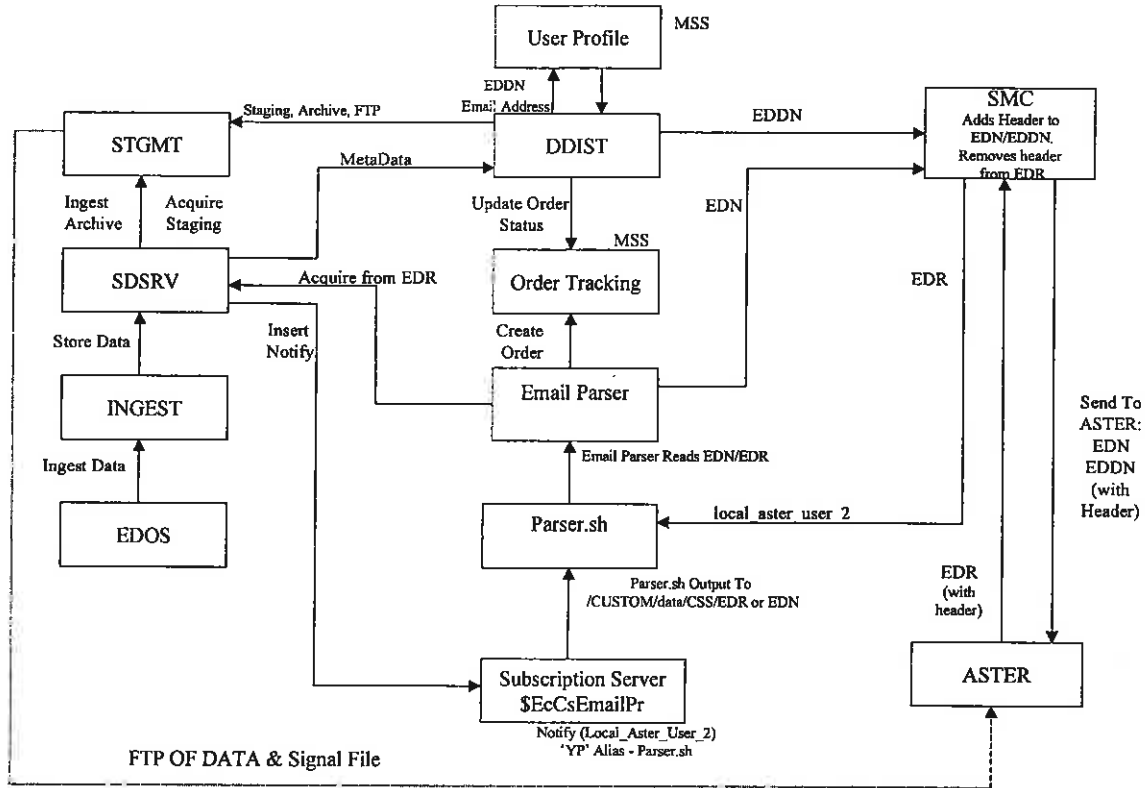 MSS
User Profile
EDDN
Email Address
Staging, Archive, FTP
EDDN
SMC
Adds Header to
EDN/EDDN.
Removes header
from EDR
STGMT
DDIST
MetaData
Ingest
Archive
Acquire
Staging
Update Order
Status
EDN
MSS
SDSRV
Acquire from EDR
Order Tracking
EDR
Insert
Notify
Create
Order
Store Data
INGEST
Email Parser
Send To
ASTER:
EDN
EDDN
(with
Header)
Ingest Data
Email Parser Reads EDN/EDR
EDOS
Parser.sh
local_aster_user_2
Parser.sh Output To
/CUSTOM/data/CSS/EDR or EDN
EDR
(with
header)
Subscription Server
$EcCsEmailPr
ASTER
Notify (Local_Aster_User_2)
'YP' Alias - Parser.sh
FTP OF DATA & Signal File